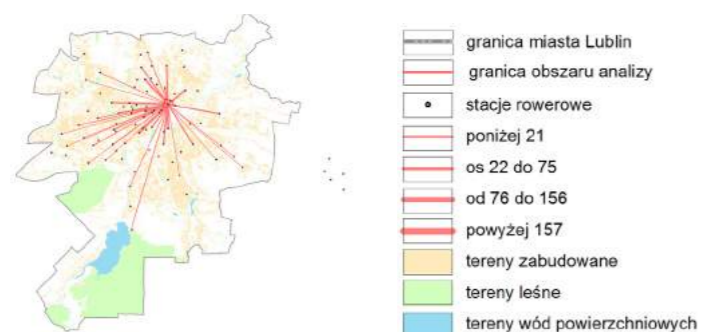 granica miasta Lublin
granica obszaru analizy
stacje rowerowe
poniżej 21
os 22 do 75
od 76 do 156
powyżej 157
tereny zabudowane
tereny leśne
tereny wód powierzchniowych